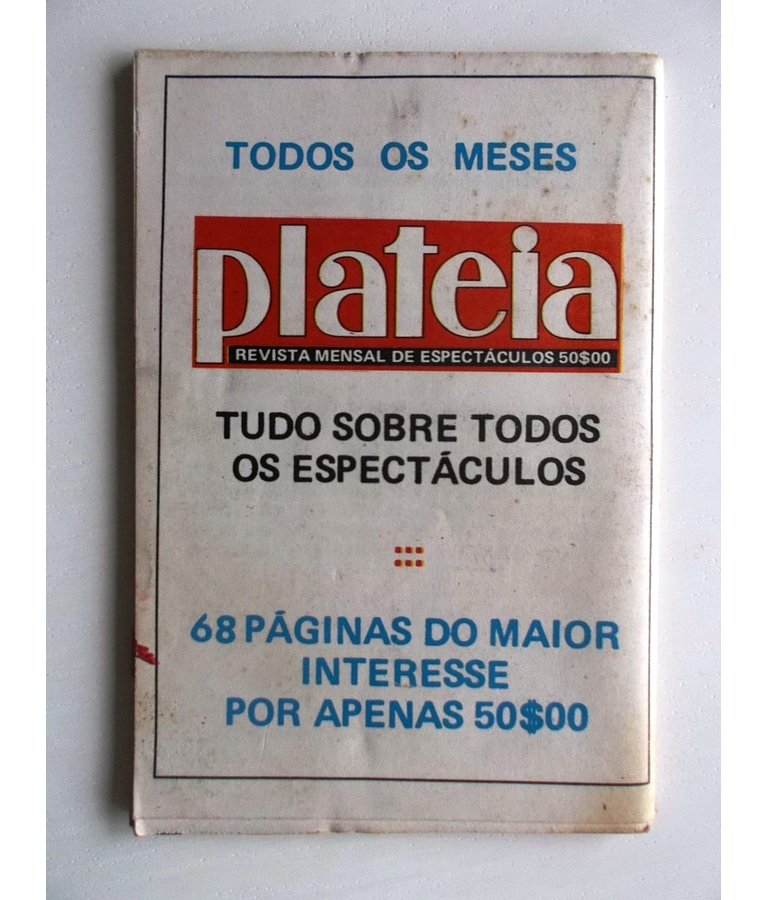 TODOS OS MESES
plateia
REVISTA MENSAL DE ESPECTÁCULOS 50$00
TUDO SOBRE TODOS
OS ESPECTÁCULOS
68 PÁGINAS DO MAIOR
INTERESSE
POR APENAS 50$00